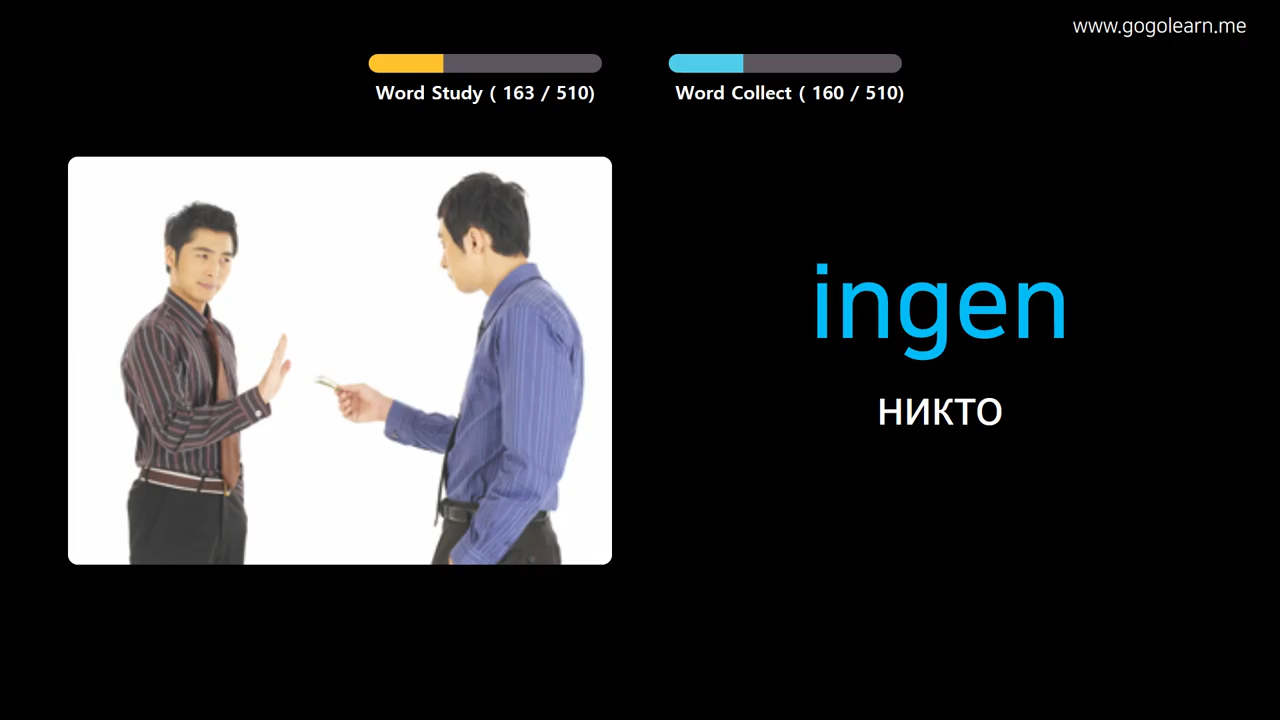 www.gogolearn.me
Word Study ( 163 / 510)
Word Collect ( 160 / 510)
ingen
никто